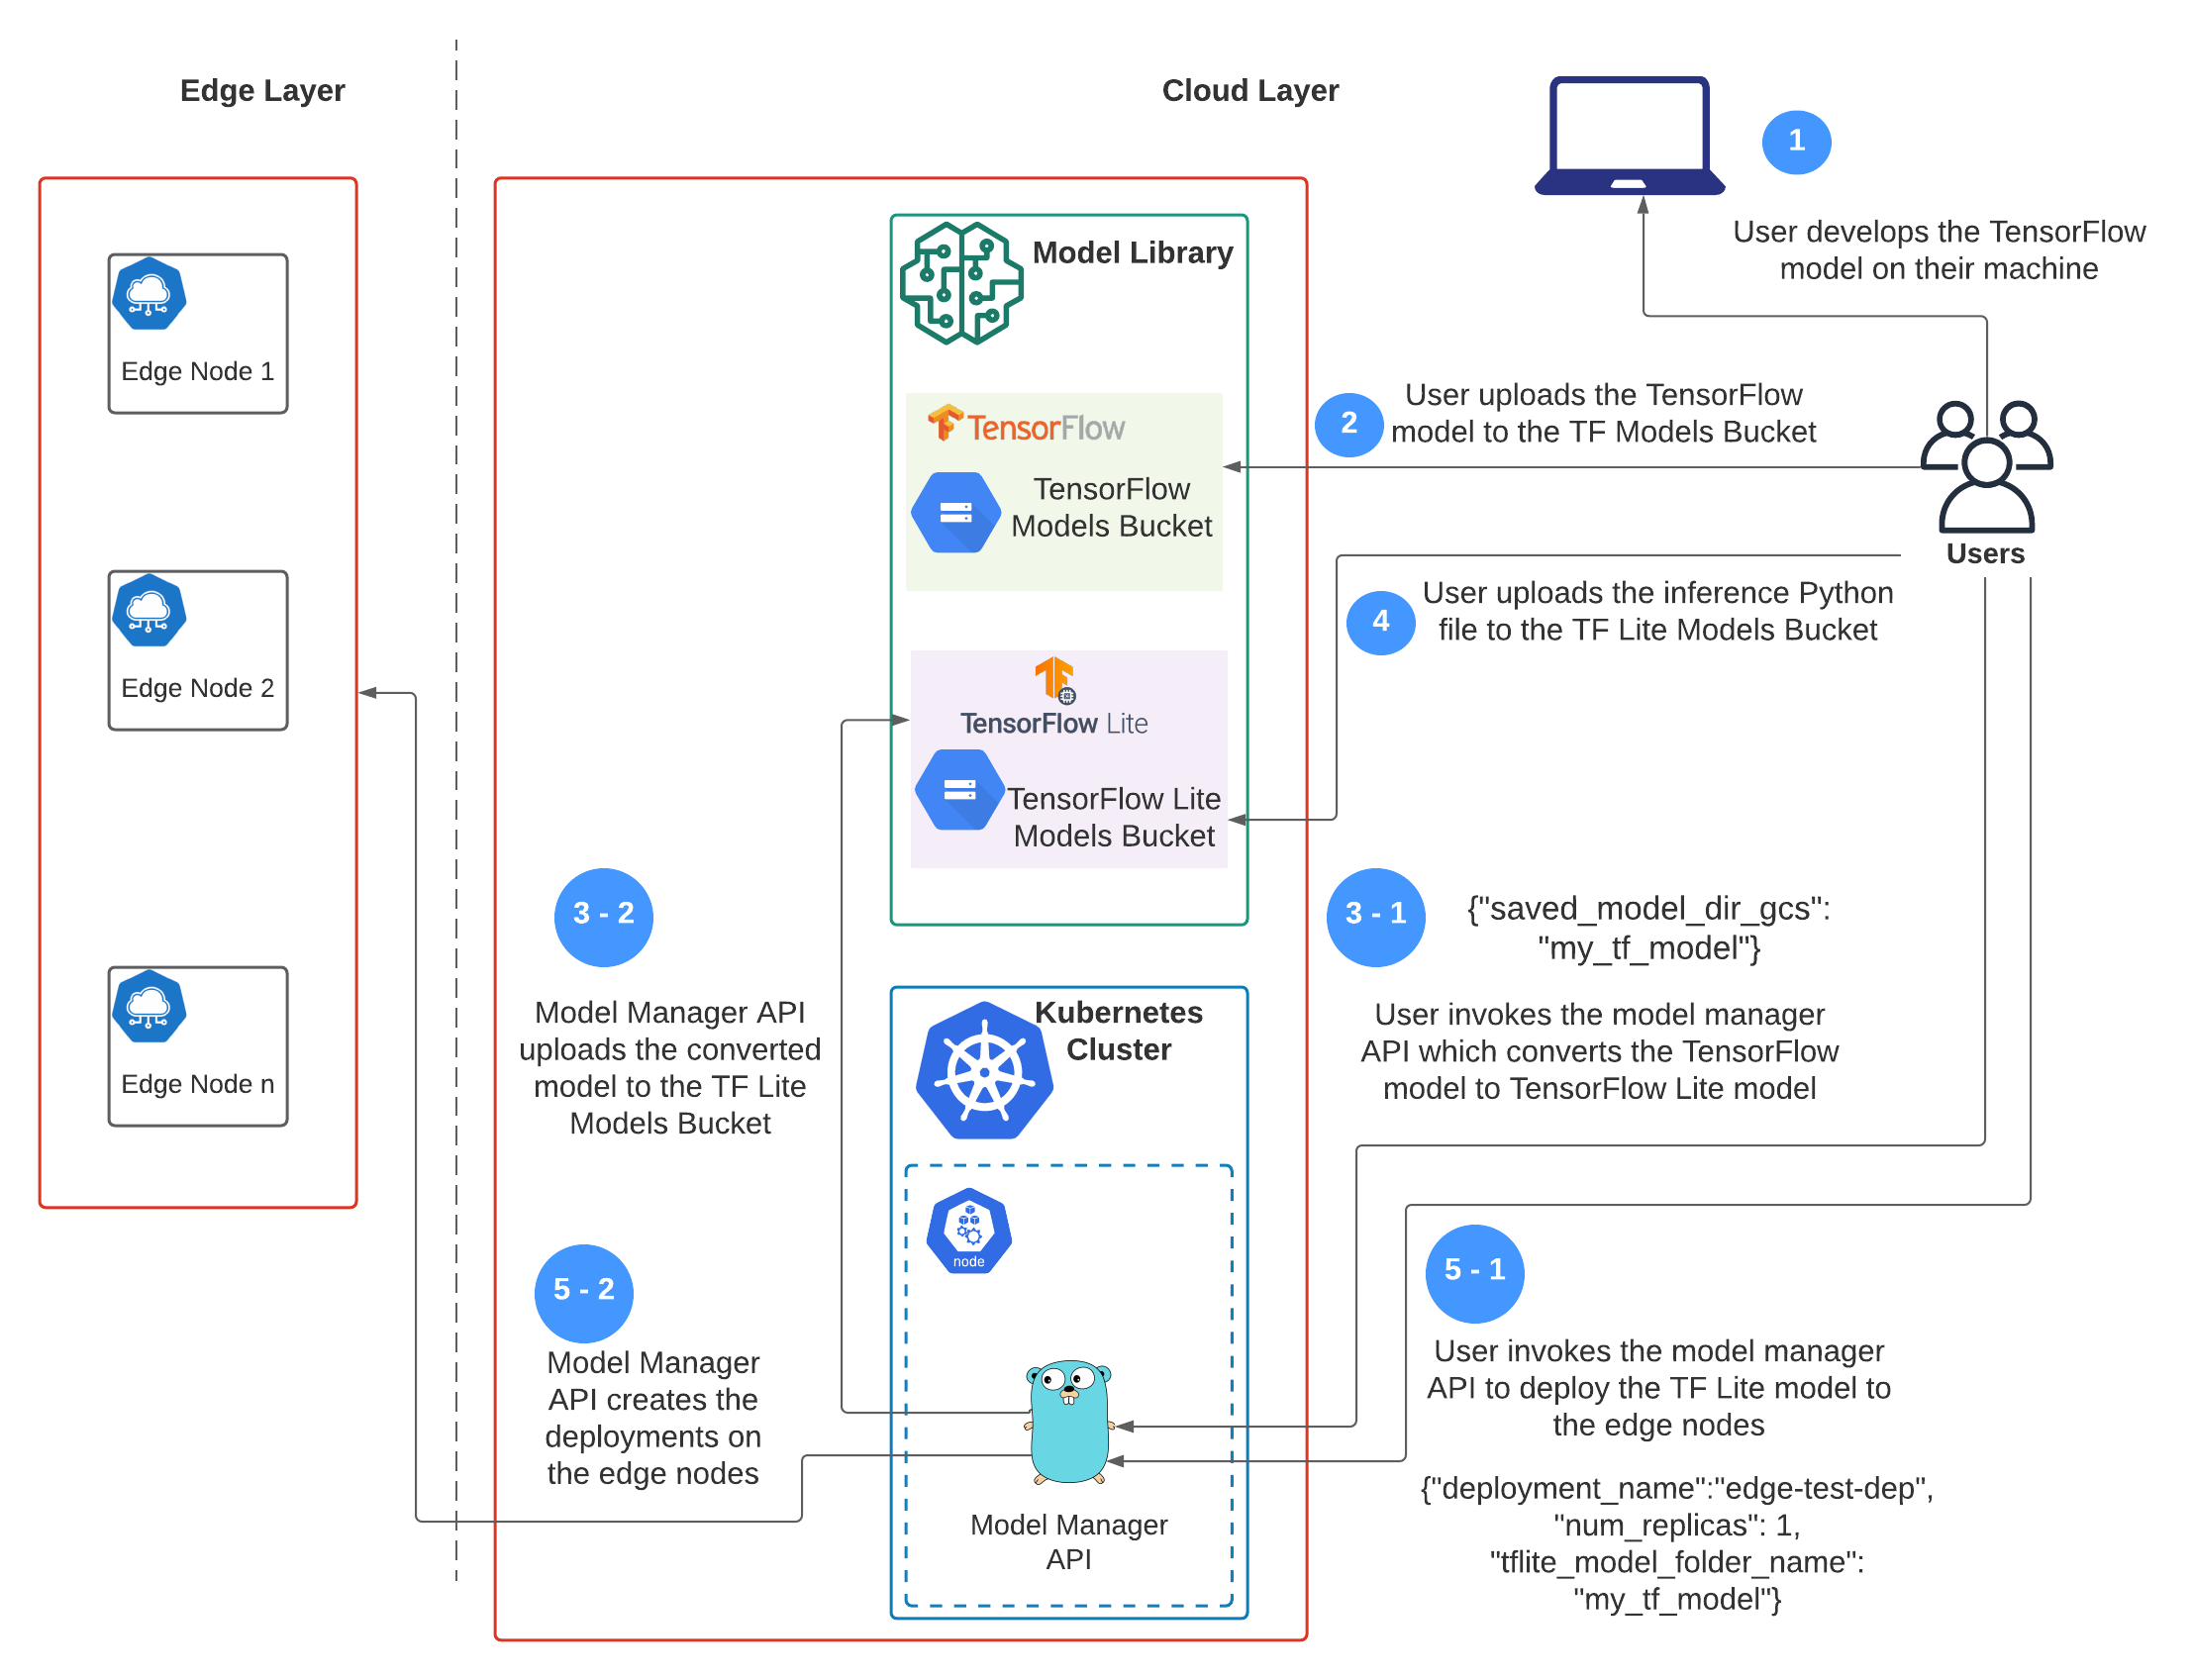 Edge Layer
Cloud Layer
1
User develops the TensorFlow
model on their machine
Edge Node 1
Edge Node 2
Edge Node n
Model Library
TensorFlow
TensorFlow
Models Bucket
2
User uploads the TensorFlow
model to the TF Models Bucket
Users
4
User uploads the inference Python
file to the TF Lite Models Bucket
TensorFlow Lite
TensorFlow Lite
Models Bucket
3 - 2
Model Manager API
uploads the converted
model to the TF Lite
Models Bucket
3 - 1
{"saved_model_dir_gcs":
"my_tf_model"}
User invokes the model manager
API which converts the TensorFlow
model to TensorFlow Lite model
Kubernetes
Cluster
node
5 - 2
Model Manager
API creates the
deployments on
the edge nodes
Model Manager
API
5 - 1
User invokes the model manager
API to deploy the TF Lite model to
the edge nodes
{"deployment_name":"edge-test-dep",
"num_replicas": 1,
"tflite_model_folder_name":
"my_tf_model"}